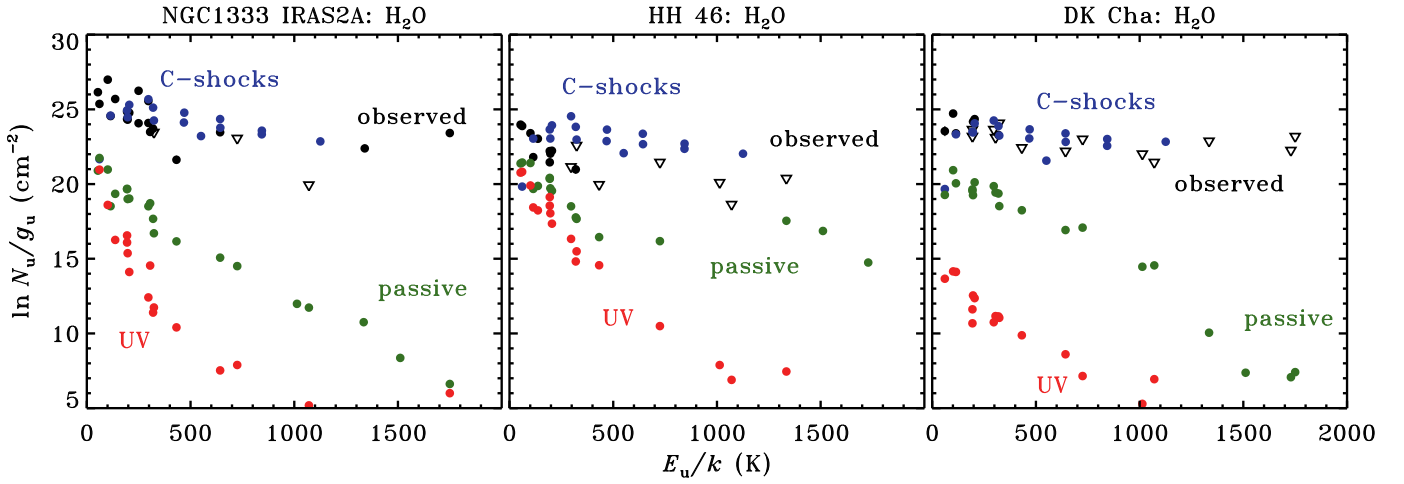 NGC1333 IRAS2A: H₂O
HH 46: H₂O
DK Cha: H₂O
ln Nᵤ/gᵤ (cm⁻²)
30
25
20
15
10
5
C−shocks
observed
passive
UV
C−shocks
observed
passive
UV
C−shocks
observed
passive
UV
0 500 1000 1500
0 500 1000 1500
0 500 1000 1500 2000
Eᵤ/k (K)